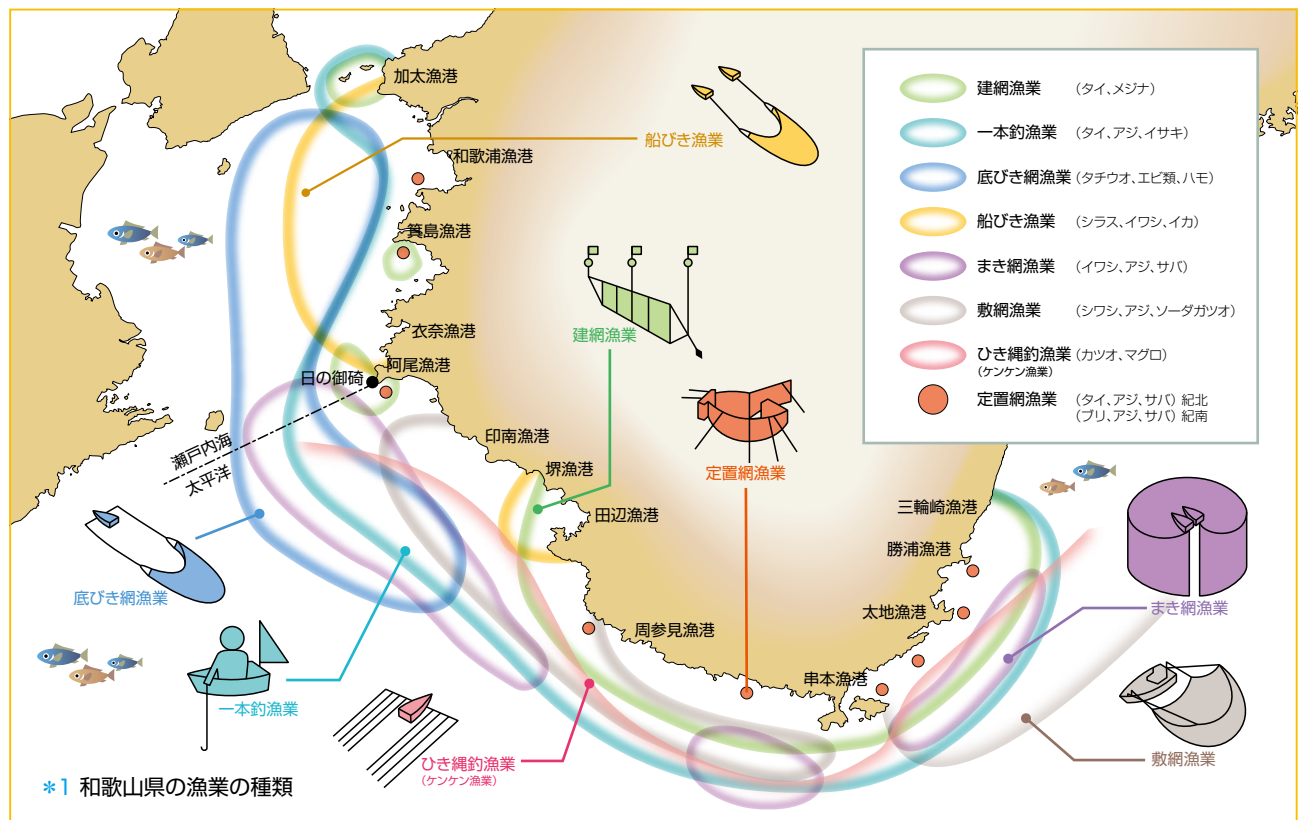 加太漁港
船びき漁業
和歌浦漁港
箕島漁港
衣奈漁港
阿尾漁港
日の御碕
建網漁業
印南漁港
瀬戸内海
太平洋
堺漁港
定置網漁業
田辺漁港
三輪崎漁港
勝浦漁港
底びき網漁業
太地漁港
まき網漁業
周参見漁港
串本漁港
一本釣漁業
ひき縄釣漁業
(ケンケン漁業)
敷網漁業
建網漁業 (タイ、メジナ)
一本釣漁業 (タイ、アジ、イサキ)
底びき網漁業 (タチウオ、エビ類、ハモ)
船びき漁業 (シラス、イワシ、イカ)
まき網漁業 (イワシ、アジ、サバ)
敷網漁業 (シワシ、アジ、ソーダガツオ)
ひき縄釣漁業 (カツオ、マグロ)
(ケンケン漁業)
定置網漁業 (タイ、アジ、サバ) 紀北
(ブリ、アジ、サバ) 紀南
*1 和歌山県の漁業の種類